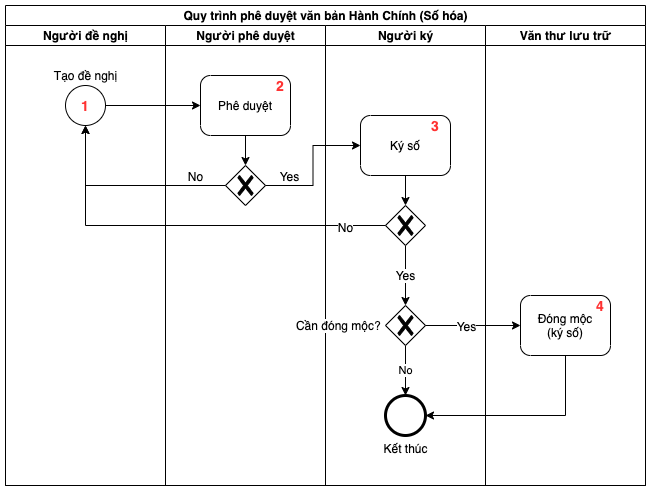 Quy trình phê duyệt văn bản Hành Chính (Số hóa)
Người đề nghị
Người phê duyệt
Người ký
Văn thư lưu trữ
Tạo đề nghị
1
2
Phê duyệt
3
Ký số
No
Yes
No
Yes
Cần đóng mộc?
Yes
4
Đóng mộc
(ký số)
No
Kết thúc